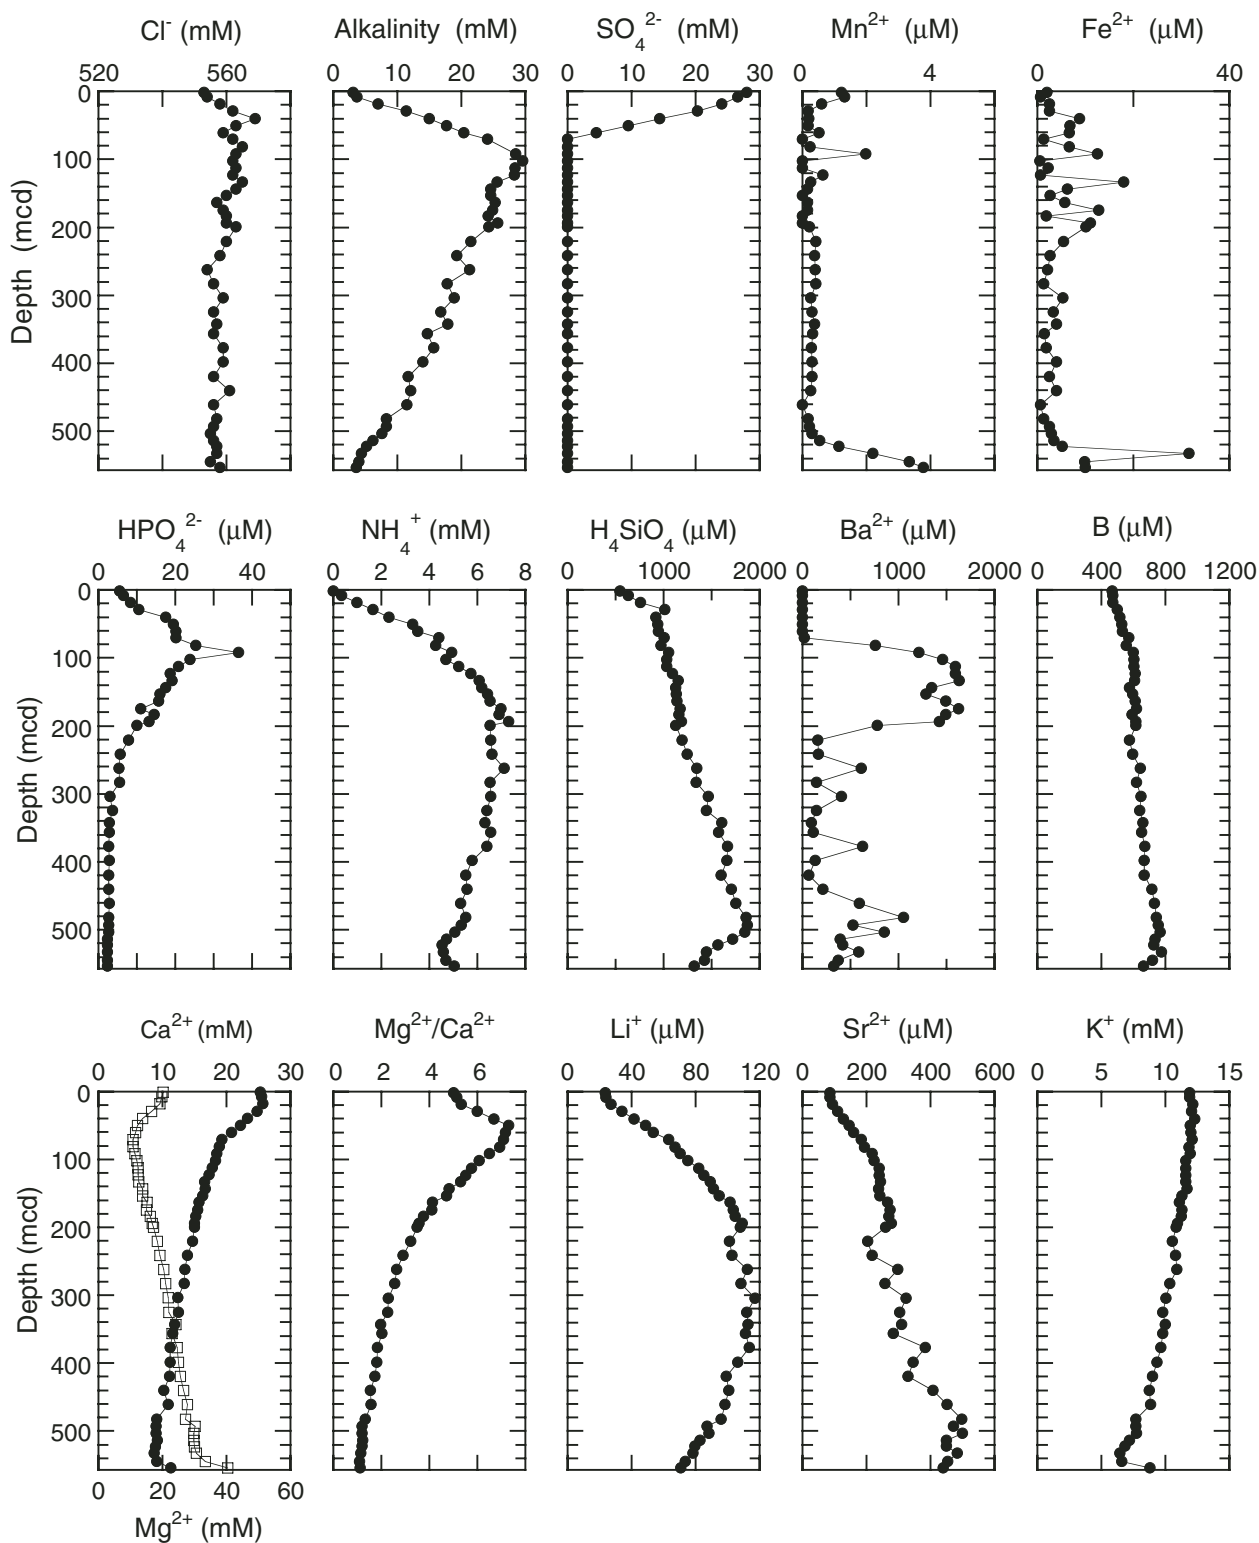 Cl⁻ (mM) Alkalinity (mM) SO₄²⁻ (mM) Mn²⁺ (μM) Fe²⁺ (μM)
520 560 0 10 20 30 0 10 20 30 0 4 0 40
0
100
200
300
400
500
Depth (mcd)
HPO₄²⁻ (μM) NH₄⁺ (mM) H₄SiO₄ (μM) Ba²⁺ (μM) B (μM)
0 20 40 0 2 4 6 8 0 1000 2000 0 1000 2000 0 400 800 1200
0
100
200
300
400
500
Depth (mcd)
Ca²⁺ (mM) Mg²⁺/Ca²⁺ Li⁺ (μM) Sr²⁺ (μM) K⁺ (mM)
0 10 20 30 0 2 4 6 0 40 80 120 0 200 400 600 0 5 10 15
0
100
200
300
400
500
Depth (mcd)
0 20 40 60
Mg²⁺ (mM)